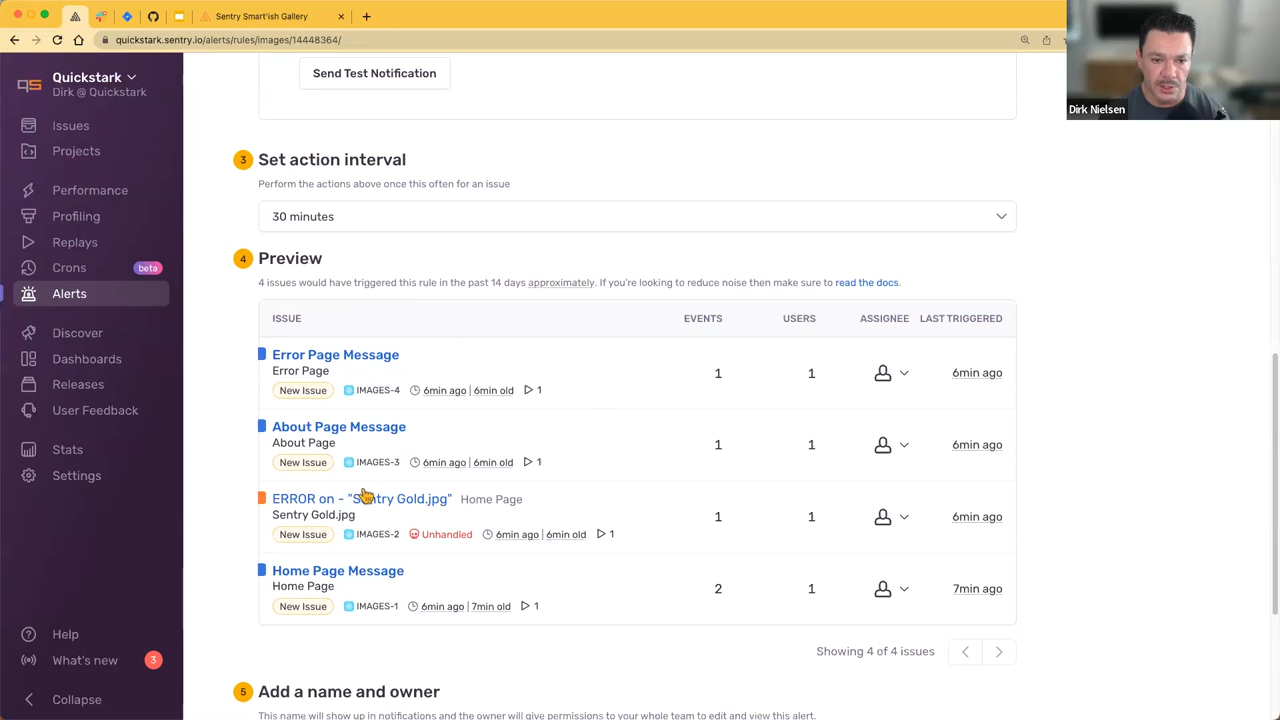 Sentry Smart'ish Gallery
quickstark.sentry.io/alerts/rules/images/14448364/
Dirk Nielsen
qs
Quickstark
Dirk @ Quickstark
Issues
Projects
Performance
Profiling
Replays
Crons
beta
Alerts
Discover
Dashboards
Releases
User Feedback
Stats
Settings
Help
What's new
3
Collapse
Send Test Notification
3 Set action interval
Perform the actions above once this often for an issue
30 minutes
4 Preview
4 issues would have triggered this rule in the past 14 days approximately. If you're looking to reduce noise then make sure to read the docs.
ISSUE EVENTS USERS ASSIGNEE LAST TRIGGERED
Error Page Message
Error Page
1 1 6min ago
New Issue IMAGES-4 6min ago | 6min old 1
About Page Message
About Page
1 1 6min ago
New Issue IMAGES-3 6min ago | 6min old 1
ERROR on - "Sentry Gold.jpg" Home Page
Sentry Gold.jpg
1 1 6min ago
New Issue IMAGES-2 Unhandled 6min ago | 6min old 1
Home Page Message
Home Page
2 1 7min ago
New Issue IMAGES-1 6min ago | 7min old 1
Showing 4 of 4 issues
5 Add a name and owner
This name will show up in notifications and the owner will give permissions to your whole team to edit and view this alert.